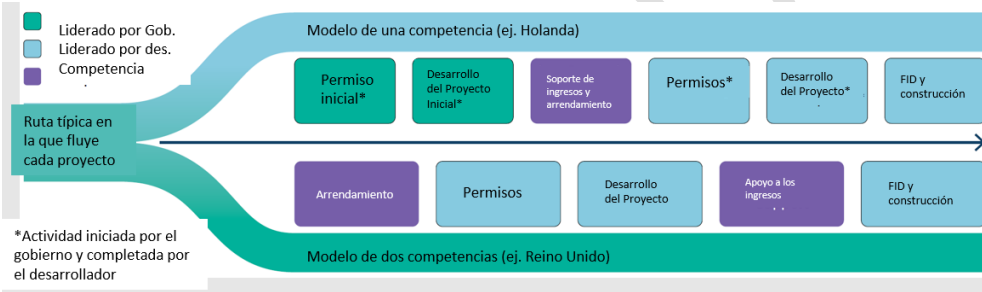 Liderado por Gob.
Liderado por des.
Competencia
Modelo de una competencia (ej. Holanda)
Permiso
inicial*
Desarrollo
del Proyecto
Inicial*
Soporte de
ingresos y
arrendamiento
Permisos*
Desarrollo
del Proyecto*
FID y
construcción
Ruta típica en
la que fluye
cada proyecto
Arrendamiento
Permisos
Desarrollo
del Proyecto
Apoyo a los
ingresos
FID y
construcción
*Actividad iniciada por el
gobierno y completada por
el desarrollador
Modelo de dos competencias (ej. Reino Unido)